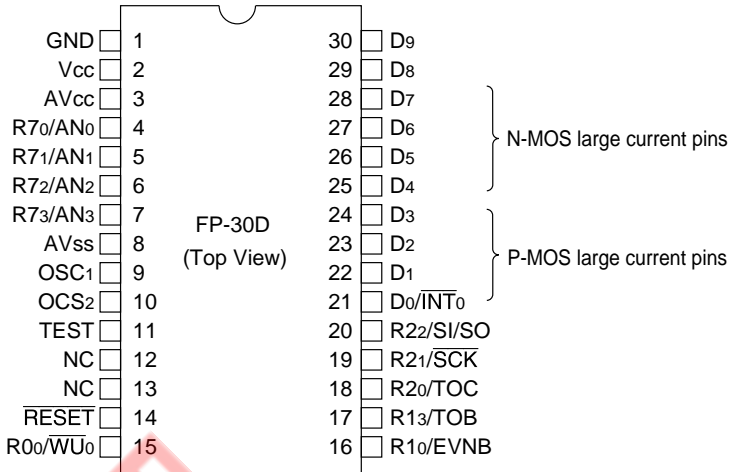 GND 1 30 D9
Vcc 2 29 D8
AVcc 3 28 D7
R70/AN0 4 27 D6
R71/AN1 5 26 D5
R72/AN2 6 25 D4
R73/AN3 7 24 D3
AVss 8 23 D2
OSC1 9 22 D1
OCS2 10 21 D0/INT0
TEST 11 20 R22/SI/SO
NC 12 19 R21/SCK
NC 13 18 R20/TOC
RESET 14 17 R13/TOB
R00/WU0 15 16 R10/EVNB
FP-30D
(Top View)
N-MOS large current pins
P-MOS large current pins